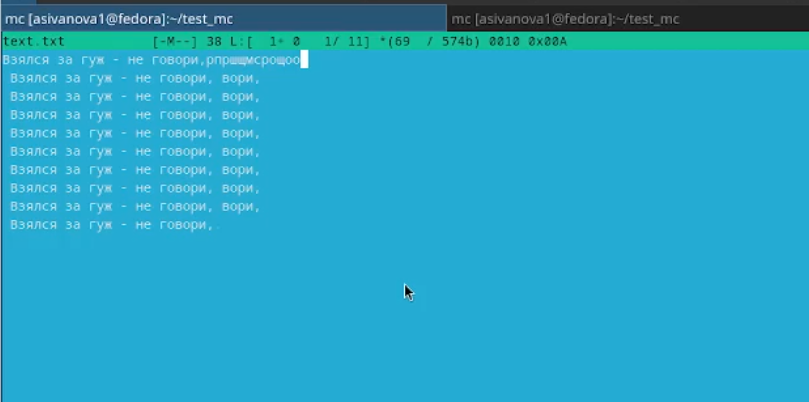 mc [asivanova1@fedora]:~/test_mc mc [asivanova1@fedora]:~/test_mc
text.txt [-M--] 38 L:[ 1+ 0 1/ 11] *(69 / 574b) 0010 0x00A
Взялся за гуж - не говори,рпршщмсрощоо
Взялся за гуж - не говори, вори,
Взялся за гуж - не говори, вори,
Взялся за гуж - не говори, вори,
Взялся за гуж - не говори, вори,
Взялся за гуж - не говори, вори,
Взялся за гуж - не говори, вори,
Взялся за гуж - не говори, вори,
Взялся за гуж - не говори, вори,
Взялся за гуж - не говори,